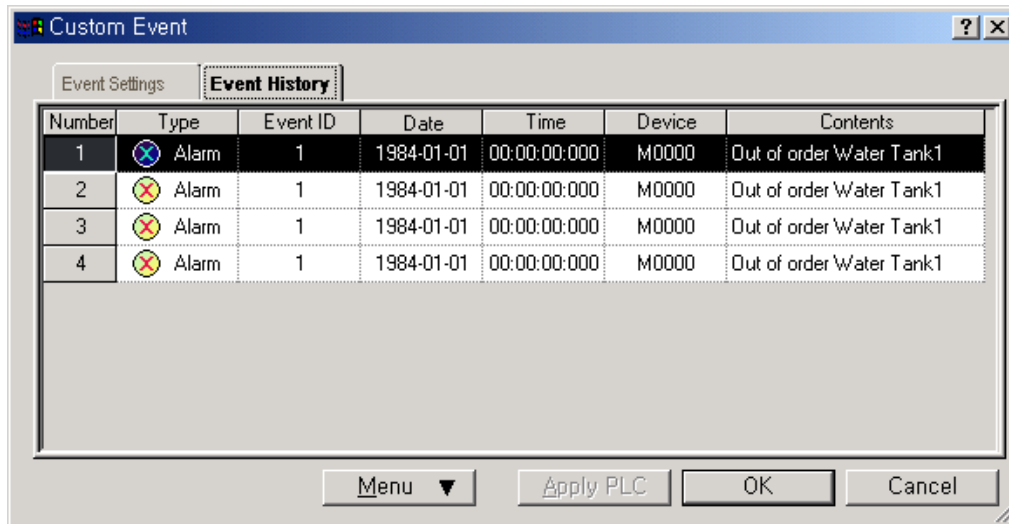 Custom Event
Event Settings Event History
Number Type Event ID Date Time Device Contents
1 Alarm 1 1984-01-01 00:00:00:000 M0000 Out of order Water Tank1
2 Alarm 1 1984-01-01 00:00:00:000 M0000 Out of order Water Tank1
3 Alarm 1 1984-01-01 00:00:00:000 M0000 Out of order Water Tank1
4 Alarm 1 1984-01-01 00:00:00:000 M0000 Out of order Water Tank1
Menu ▼ Apply PLC OK Cancel